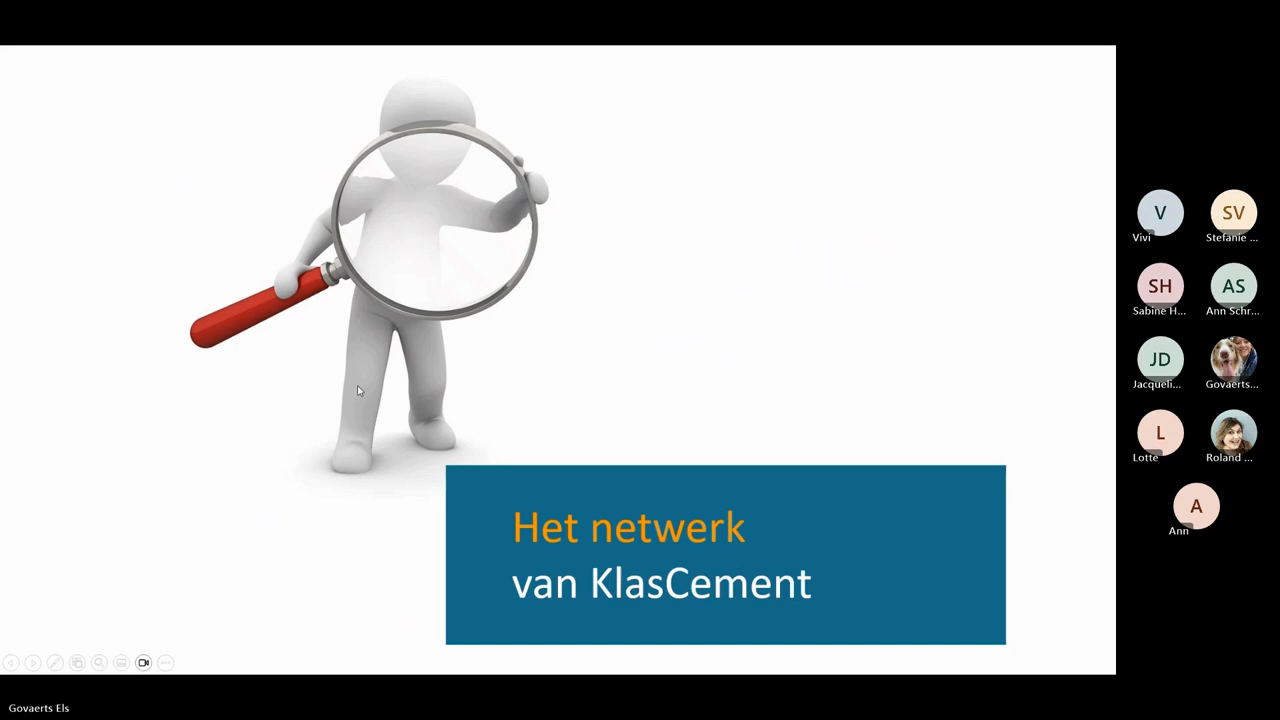 Het netwerk
van KlasCement
V
Vivi
SV
Stefanie ...
SH
Sabine H...
AS
Ann Schr...
JD
Jacqueli...
Govaerts...
L
Lotte
Roland ...
A
Ann
Govaerts Els